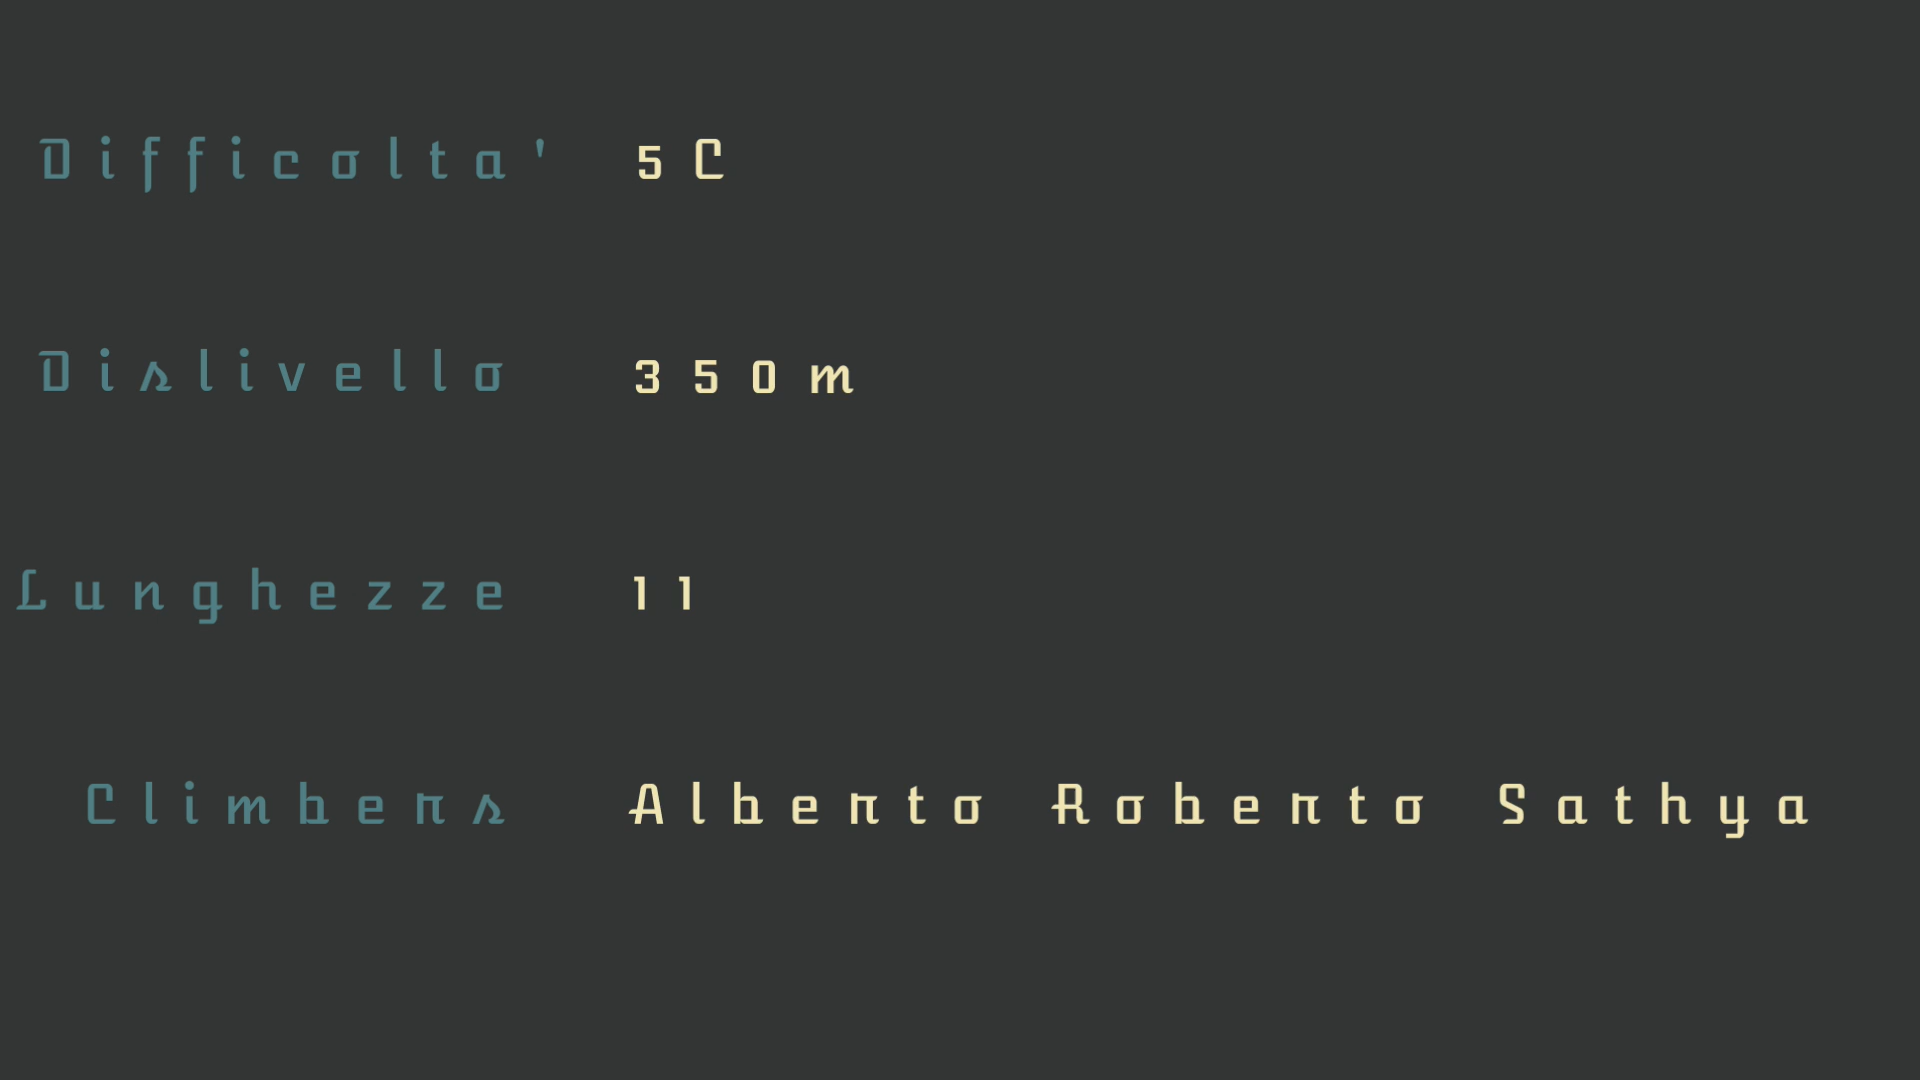 Difficolta' 5C
Dislivello 350m
Lunghezze 11
Climbers Alberto Roberto Sathya